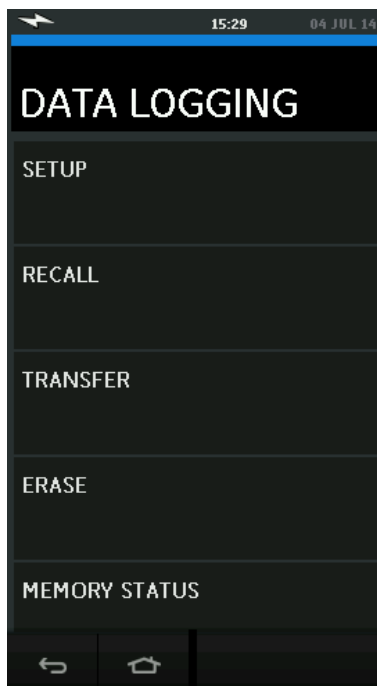 15:29 04 JUL 14
DATA LOGGING
SETUP
RECALL
TRANSFER
ERASE
MEMORY STATUS